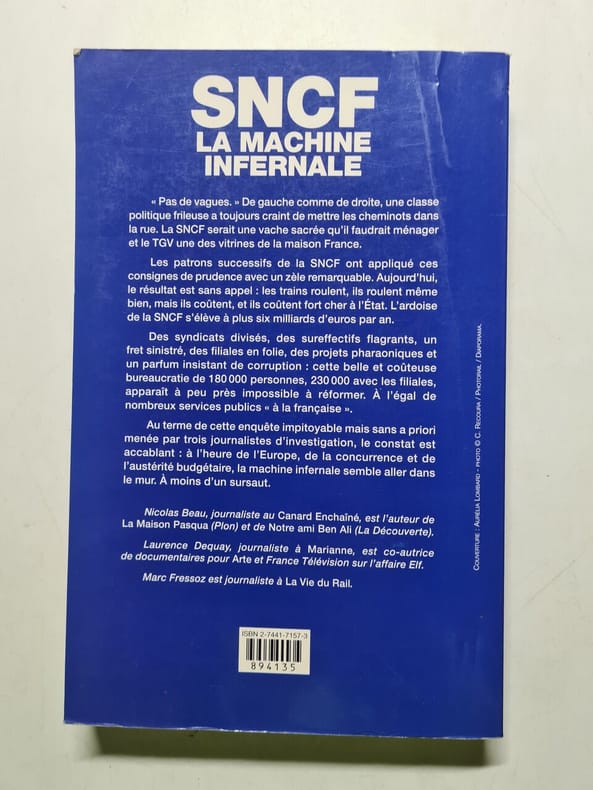 SNCF
LA MACHINE
INFERNALE
« Pas de vagues. » De gauche comme de droite, une classe
politique frileuse a toujours craint de mettre les cheminots dans
la rue. La SNCF serait une vache sacrée qu'il faudrait ménager
et le TGV une des vitrines de la maison France.
Les patrons successifs de la SNCF ont appliqué ces
consignes de prudence avec un zèle remarquable. Aujourd'hui,
le résultat est sans appel : les trains roulent, ils roulent même
bien, mais ils coûtent, et ils coûtent fort cher à l'État. L'ardoise
de la SNCF s'élève à plus six milliards d'euros par an.
Des syndicats divisés, des sureffectifs flagrants, un
fret sinistré, des filiales en folie, des projets pharaoniques et
un parfum insistant de corruption : cette belle et coûteuse
bureaucratie de 180 000 personnes, 230 000 avec les filiales,
apparaît à peu près impossible à réformer. À l'égal de
nombreux services publics « à la française ».
Au terme de cette enquête impitoyable mais sans a priori
menée par trois journalistes d'investigation, le constat est
accablant : à l'heure de l'Europe, de la concurrence et de
l'austérité budgétaire, la machine infernale semble aller dans
le mur. À moins d'un sursaut.
Nicolas Beau, journaliste au Canard Enchaîné, est l'auteur de
La Maison Pasqua (Plon) et de Notre ami Ben Ali (La Découverte).
Laurence Dequay, journaliste à Marianne, est co-autrice
de documentaires pour Arte et France Télévision sur l'affaire Elf.
Marc Fressoz est journaliste à La Vie du Rail.
COUVERTURE : AURÉLIA LOMBARD - PHOTO © C. RECOURA / PHOTORAIL / DIAPORAMA.
ISBN 2-7441-7157-3
894135